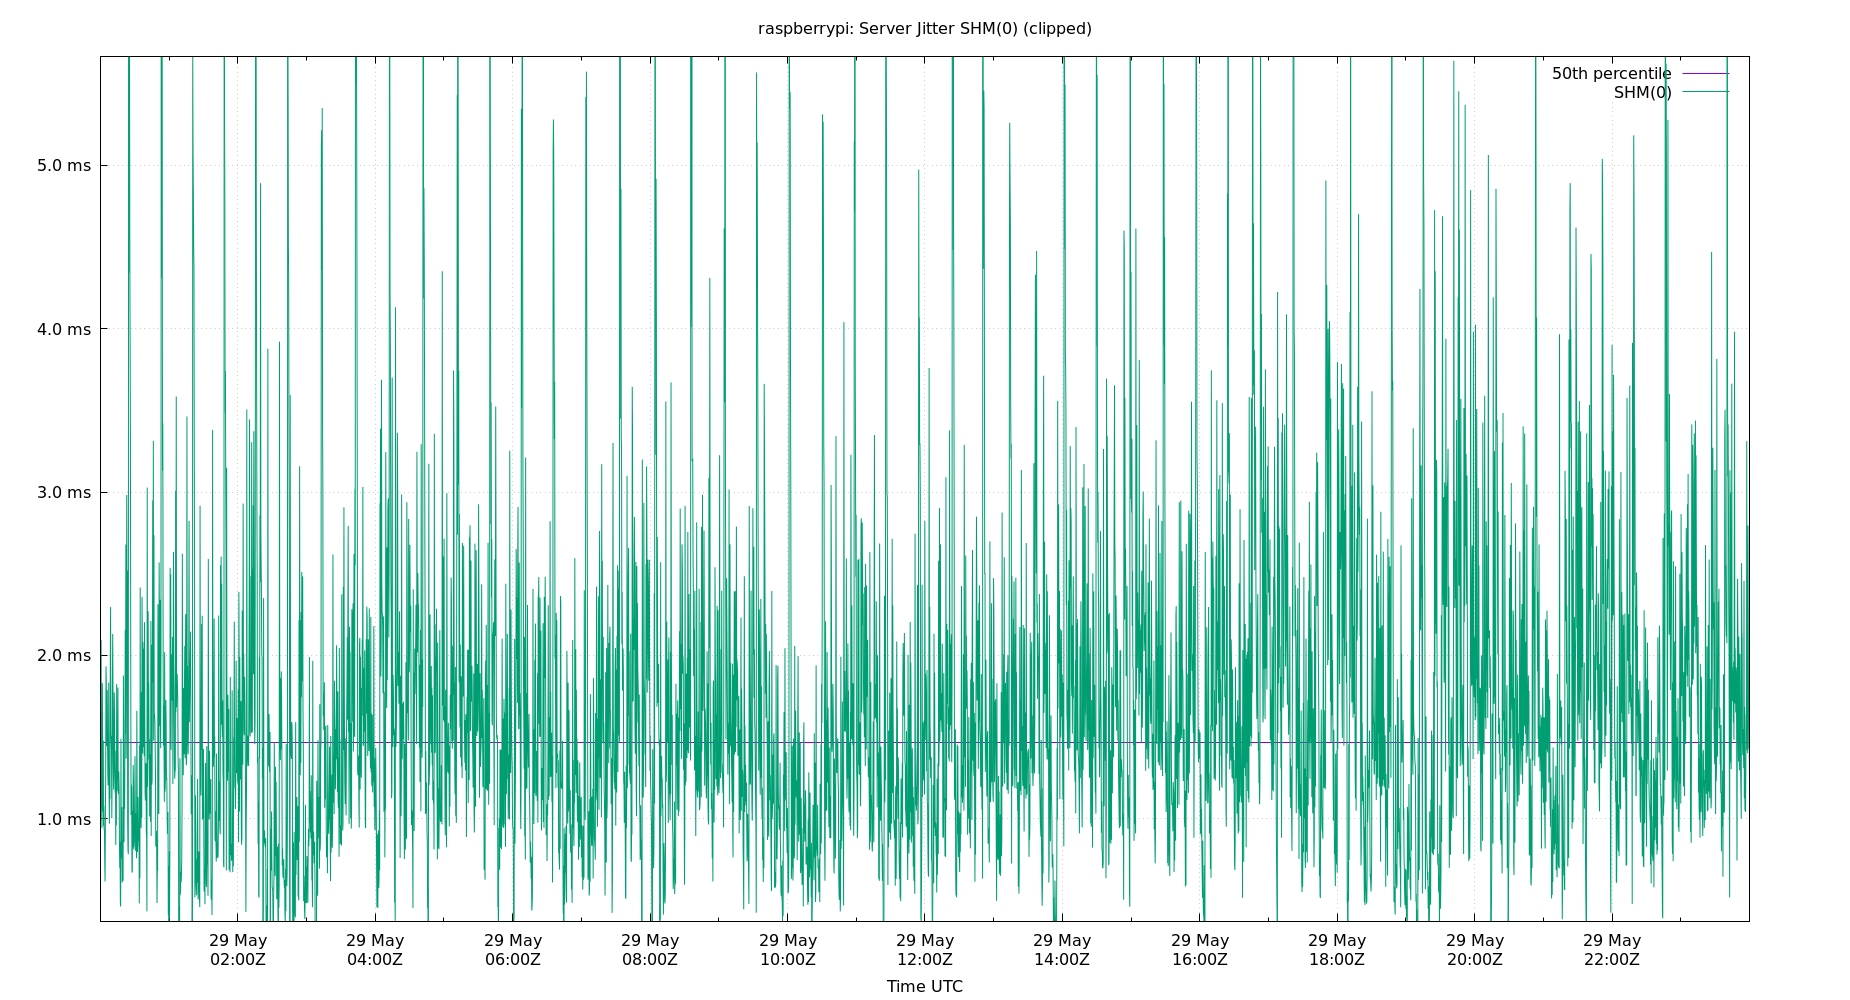 raspberrypi: Server Jitter SHM(0) (clipped)
50th percentile
SHM(0)
5.0 ms
4.0 ms
3.0 ms
2.0 ms
1.0 ms
29 May 29 May 29 May 29 May 29 May 29 May 29 May 29 May 29 May 29 May 29 May
02:00Z 04:00Z 06:00Z 08:00Z 10:00Z 12:00Z 14:00Z 16:00Z 18:00Z 20:00Z 22:00Z
Time UTC